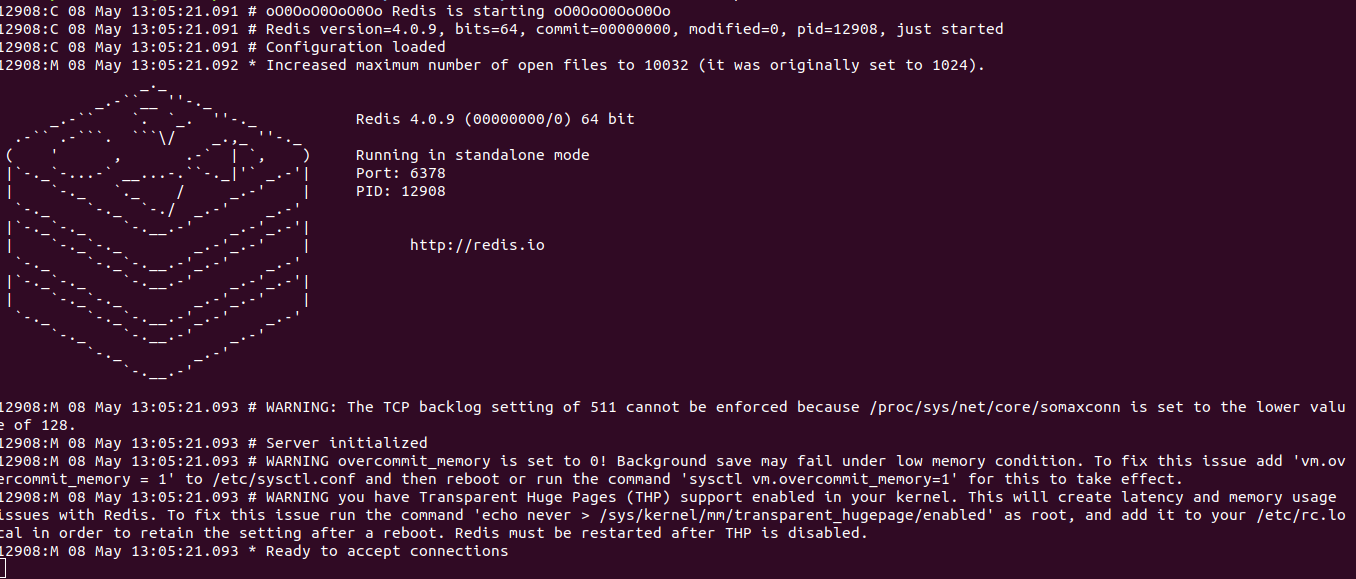 12908:C 08 May 13:05:21.091 # oO0OoO0OoO0Oo Redis is starting oO0OoO0OoO0Oo
12908:C 08 May 13:05:21.091 # Redis version=4.0.9, bits=64, commit=00000000, modified=0, pid=12908, just started
12908:C 08 May 13:05:21.091 # Configuration loaded
12908:M 08 May 13:05:21.092 * Increased maximum number of open files to 10032 (it was originally set to 1024).
Redis 4.0.9 (00000000/0) 64 bit
Running in standalone mode
Port: 6378
PID: 12908
http://redis.io
12908:M 08 May 13:05:21.093 # WARNING: The TCP backlog setting of 511 cannot be enforced because /proc/sys/net/core/somaxconn is set to the lower valu
e of 128.
12908:M 08 May 13:05:21.093 # Server initialized
12908:M 08 May 13:05:21.093 # WARNING overcommit_memory is set to 0! Background save may fail under low memory condition. To fix this issue add 'vm.ov
ercommit_memory = 1' to /etc/sysctl.conf and then reboot or run the command 'sysctl vm.overcommit_memory=1' for this to take effect.
12908:M 08 May 13:05:21.093 # WARNING you have Transparent Huge Pages (THP) support enabled in your kernel. This will create latency and memory usage
issues with Redis. To fix this issue run the command 'echo never > /sys/kernel/mm/transparent_hugepage/enabled' as root, and add it to your /etc/rc.lo
cal in order to retain the setting after a reboot. Redis must be restarted after THP is disabled.
12908:M 08 May 13:05:21.093 * Ready to accept connections